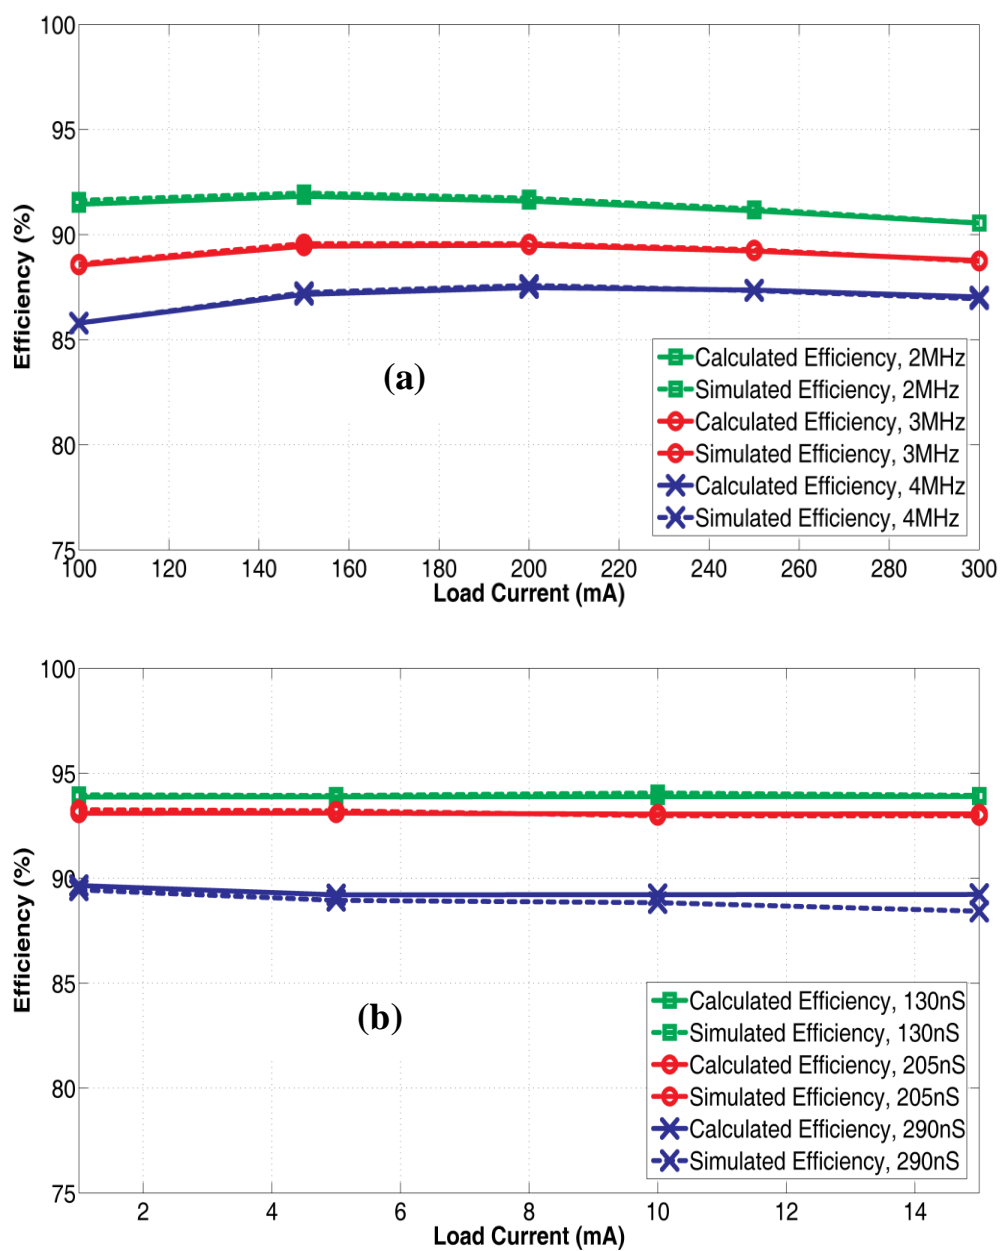 100
95
90
85
80
75
Efficiency (%)
100 120 140 160 180 200 220 240 260 280 300
Load Current (mA)
(a)
Calculated Efficiency, 2MHz
Simulated Efficiency, 2MHz
Calculated Efficiency, 3MHz
Simulated Efficiency, 3MHz
Calculated Efficiency, 4MHz
Simulated Efficiency, 4MHz
100
95
90
85
80
75
Efficiency (%)
2 4 6 8 10 12 14
Load Current (mA)
(b)
Calculated Efficiency, 130nS
Simulated Efficiency, 130nS
Calculated Efficiency, 205nS
Simulated Efficiency, 205nS
Calculated Efficiency, 290nS
Simulated Efficiency, 290nS